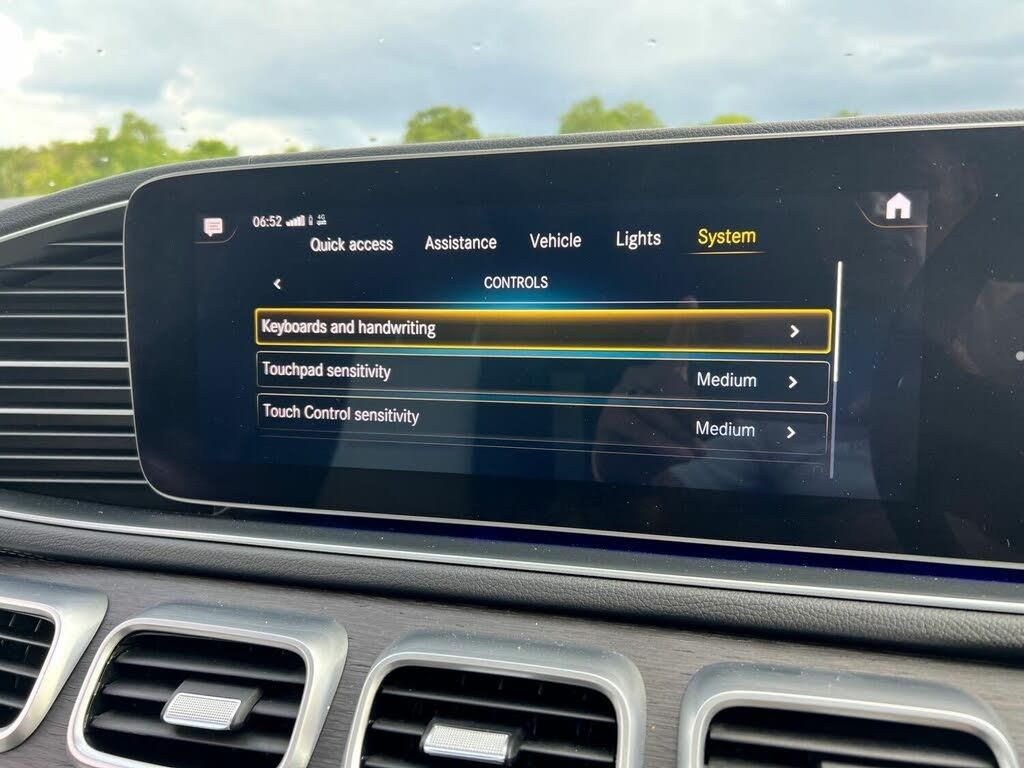 06:52 4G
Quick access Assistance Vehicle Lights System
CONTROLS
Keyboards and handwriting
Touchpad sensitivity Medium
Touch Control sensitivity Medium